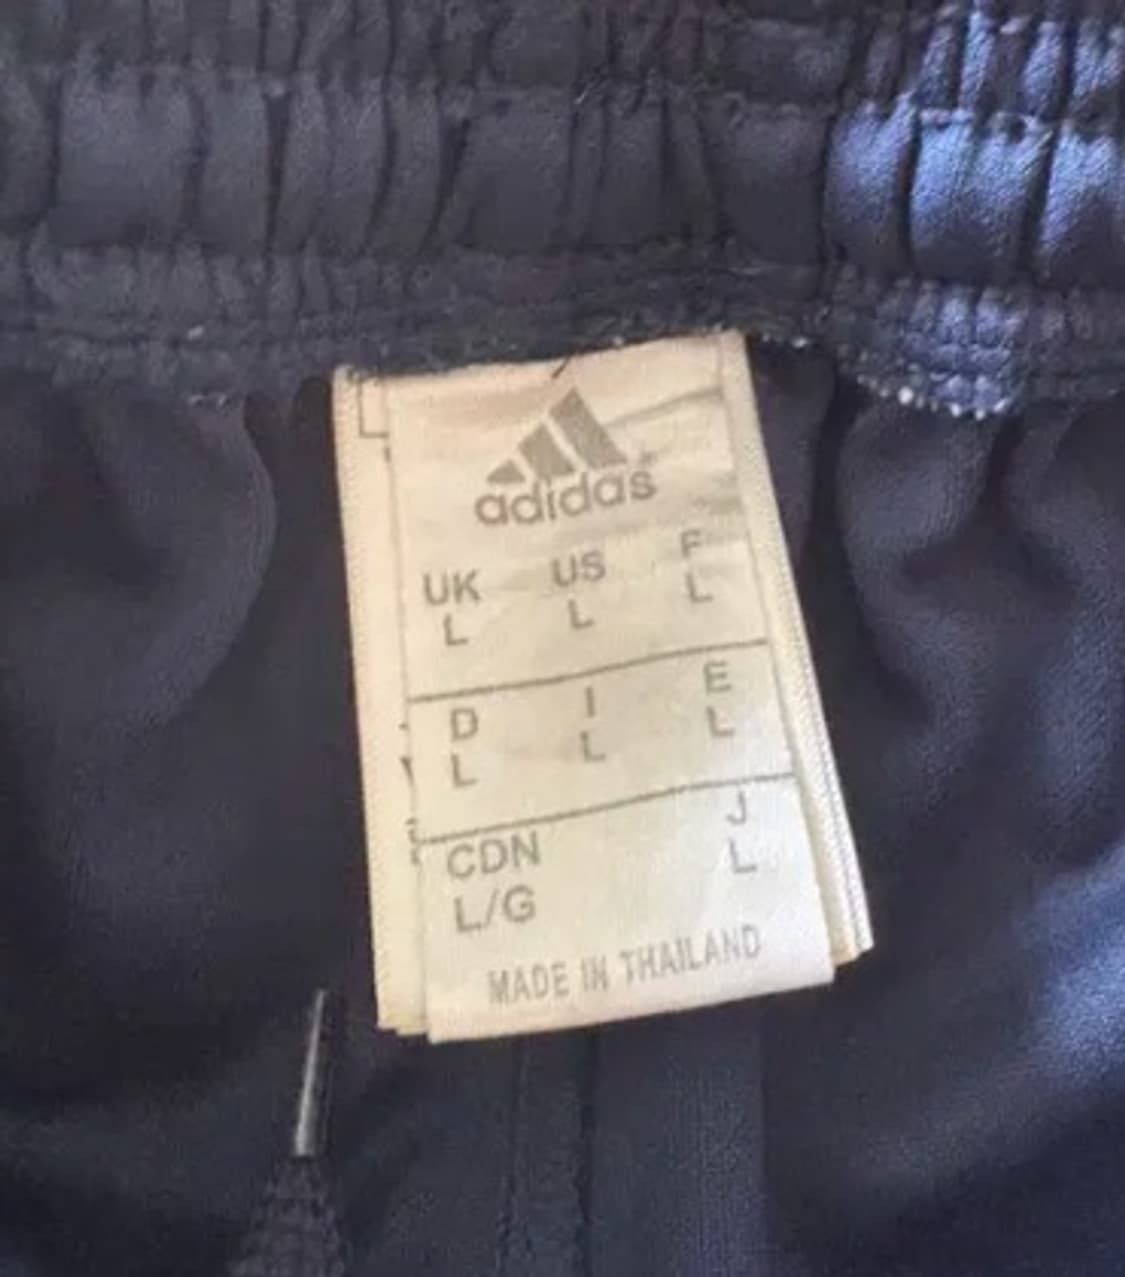 adidas
UK US F
L L L
D I E
L L L
CDN J
L/G L
MADE IN THAILAND